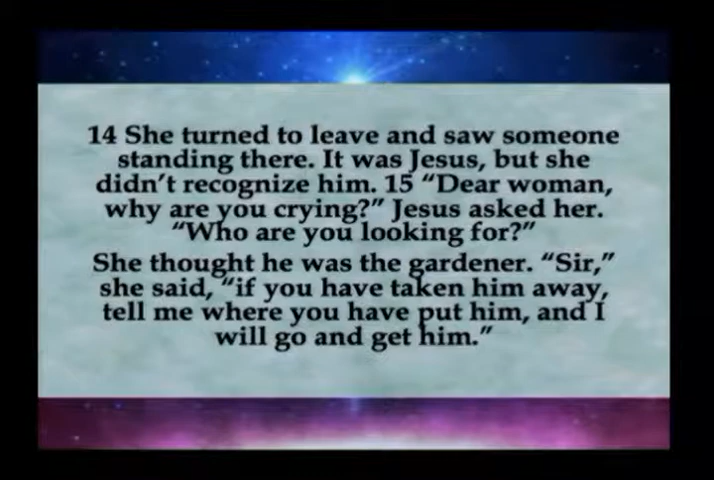 14 She turned to leave and saw someone
standing there. It was Jesus, but she
didn’t recognize him. 15 “Dear woman,
why are you crying?” Jesus asked her.
“Who are you looking for?”
She thought he was the gardener. “Sir,”
she said, “if you have taken him away,
tell me where you have put him, and I
will go and get him.”